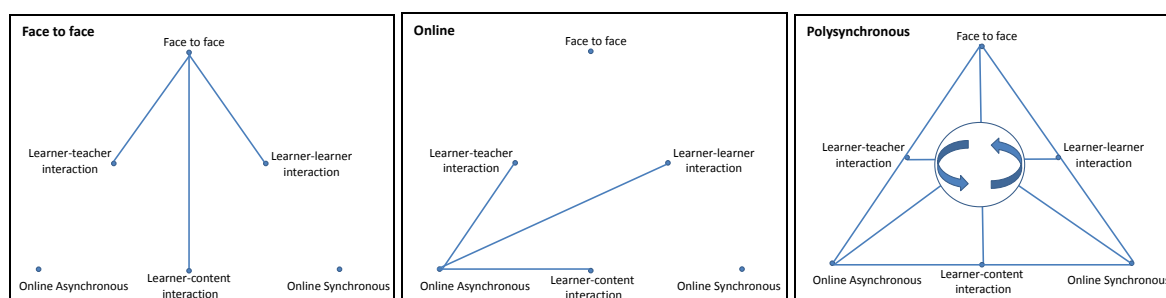 Face to face
Face to face
Learner-teacher
interaction
Learner-learner
interaction
Online Asynchronous
Learner-content
interaction
Online Synchronous
Online
Face to face
Learner-teacher
interaction
Learner-learner
interaction
Online Asynchronous
Learner-content
interaction
Online Synchronous
Polysynchronous
Face to face
Learner-teacher
interaction
Learner-learner
interaction
Online Asynchronous
Learner-content
interaction
Online Synchronous